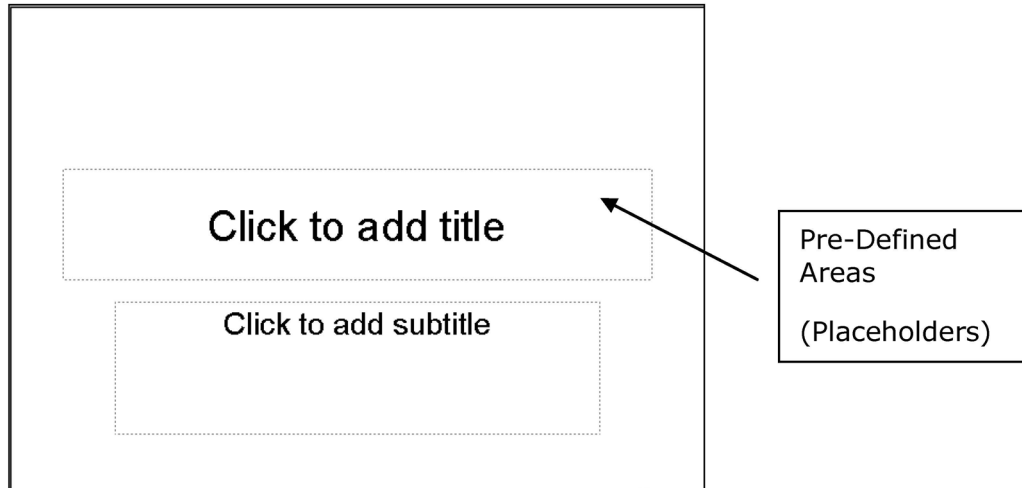 Click to add title
Click to add subtitle
Pre-Defined
Areas
(Placeholders)